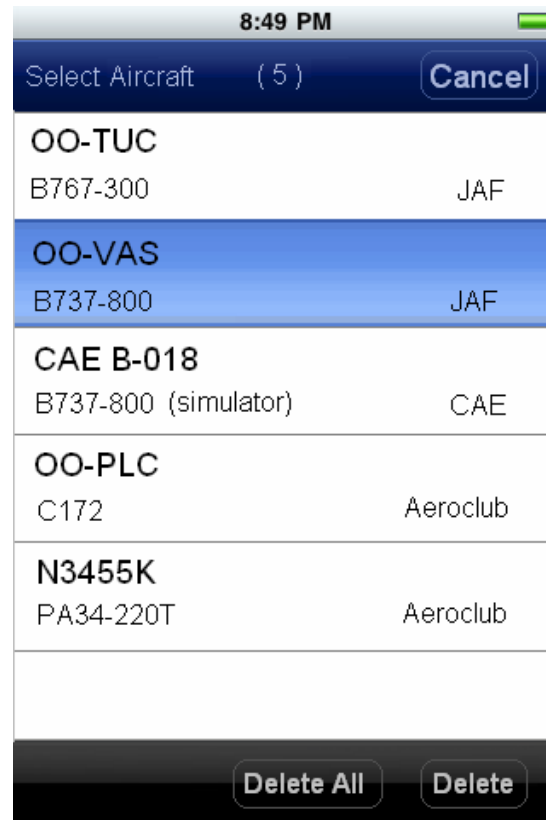 8:49 PM
Select Aircraft ( 5 ) Cancel
OO-TUC
B767-300 JAF
OO-VAS
B737-800 JAF
CAE B-018
B737-800 (simulator) CAE
OO-PLC
C172 Aeroclub
N3455K
PA34-220T Aeroclub
Delete All Delete